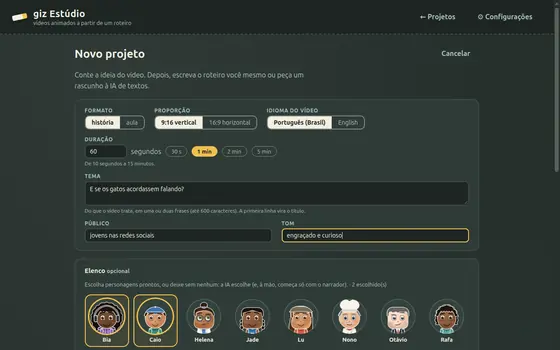 giz Estúdio
vídeos animados a partir de um roteiro
← Projetos
⚙ Configurações
Novo projeto
Cancelar
Conte a ideia do vídeo. Depois, escreva o roteiro você mesmo ou peça um
rascunho à IA de textos.
FORMATO
história
aula
PROPORÇÃO
9:16 vertical
16:9 horizontal
IDIOMA DO VÍDEO
Português (Brasil)
English
DURAÇÃO
60
segundos
30 s
1 min
2 min
5 min
De 10 segundos a 15 minutos.
TEMA
E se os gatos acordassem falando?
Do que o vídeo trata, em uma ou duas frases (até 600 caracteres). A primeira linha vira o título.
PÚBLICO
jovens nas redes sociais
TOM
engraçado e curioso
Elenco opcional
Escolha personagens prontos, ou deixe sem nenhum: a IA escolhe (e, à mão, começa só com o narrador). · 2 escolhido(s)
Bia
Caio
Helena
Jade
Lu
Nono
Otávio
Rafa